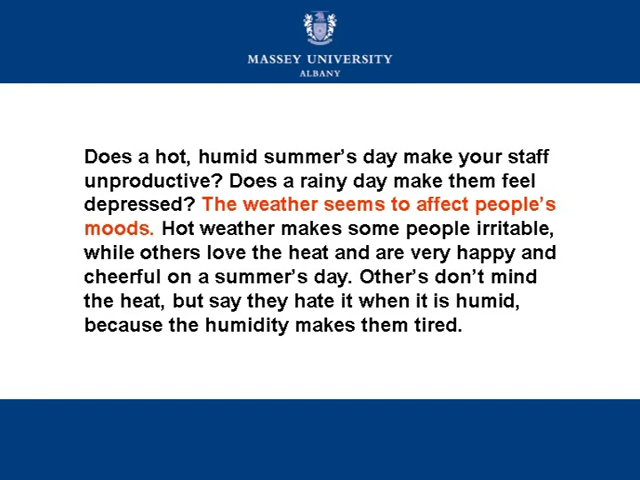 MASSEY UNIVERSITY
ALBANY
Does a hot, humid summer's day make your staff
unproductive? Does a rainy day make them feel
depressed? The weather seems to affect people's
moods. Hot weather makes some people irritable,
while others love the heat and are very happy and
cheerful on a summer's day. Other's don't mind
the heat, but say they hate it when it is humid,
because the humidity makes them tired.